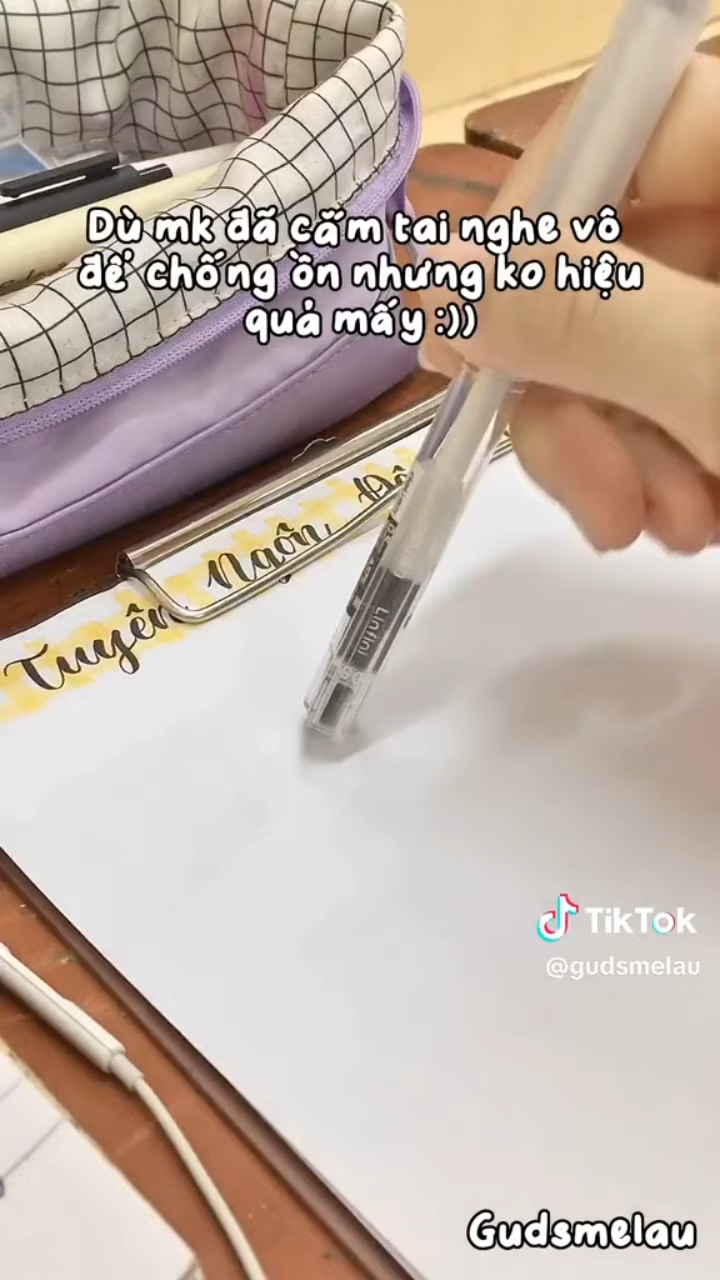 Dù mk đã cắm tai nghe vô
để chống ồn nhưng ko hiệu
quả mấy :))
Tuyên Ngôn Độ
Linfini
TikTok
@gudsmelau
Gudsmelau